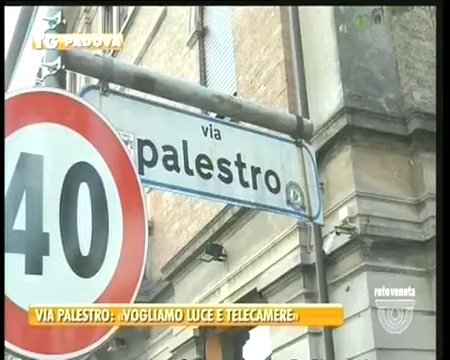 TG PADOVA
via
palestro
40
reteveneta
VIA PALESTRO: «VOGLIAMO LUCE E TELECAMERE»